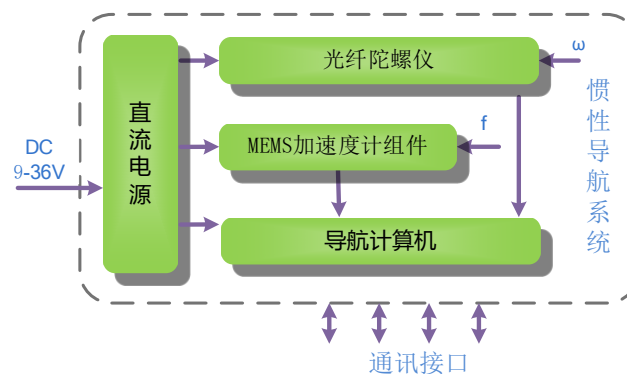 光纤陀螺仪
ω
DC
9-36V
直流电源
MEMS加速度计组件
f
惯性导航系统
导航计算机
通讯接口